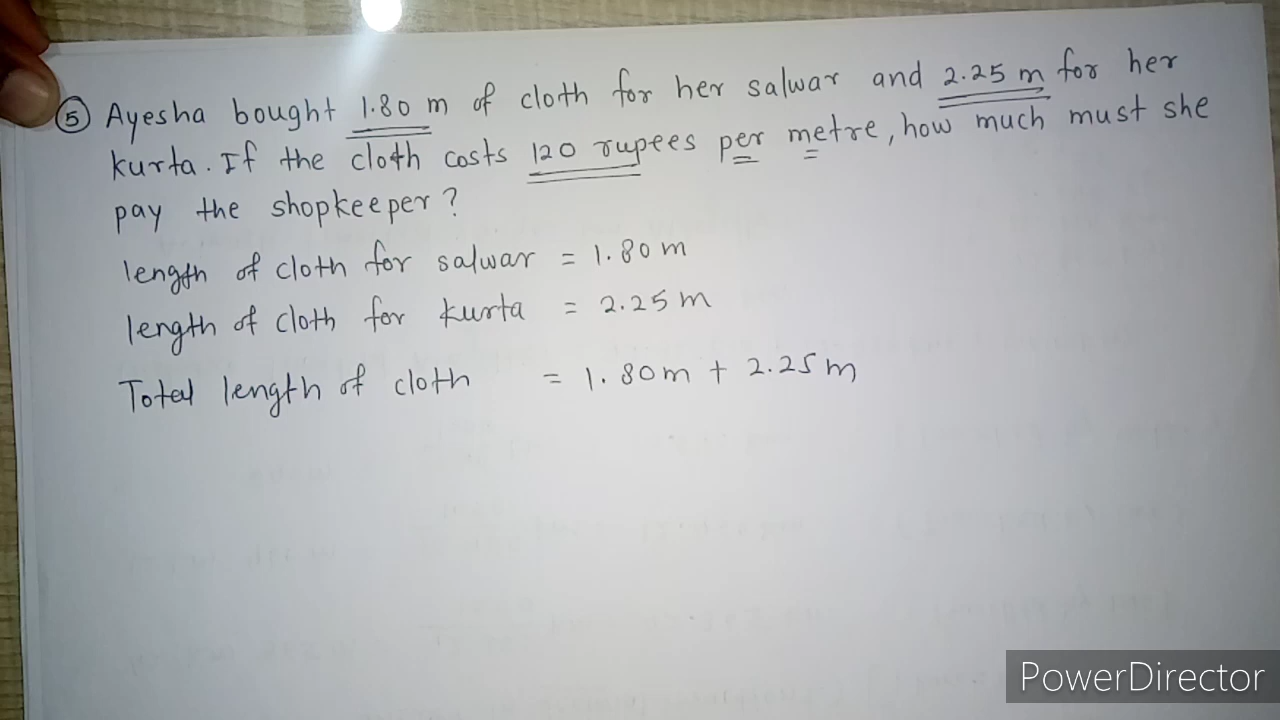 ⑤ Ayesha bought 1.80 m of cloth for her salwar and 2.25 m for her
kurta. If the cloth costs 120 rupees per metre, how much must she
pay the shopkeeper?
length of cloth for salwar = 1.80 m
length of cloth for kurta = 2.25 m
Total length of cloth = 1.80m + 2.25 m
PowerDirector